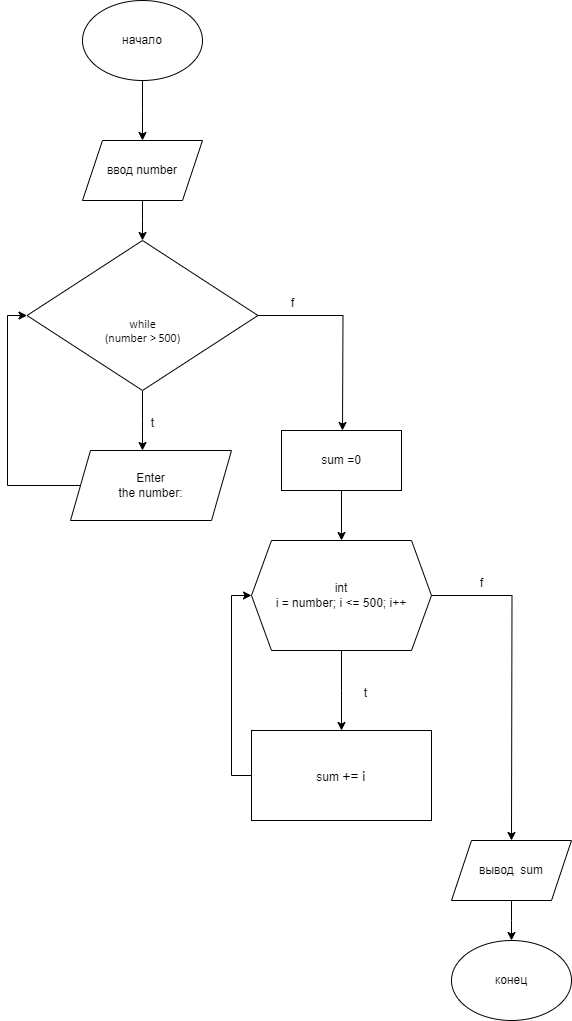 начало
ввод number
while
(number > 500)
f
t
Enter
the number:
sum =0
int
i = number; i <= 500; i++
f
t
sum += i
вывод  sum
конец